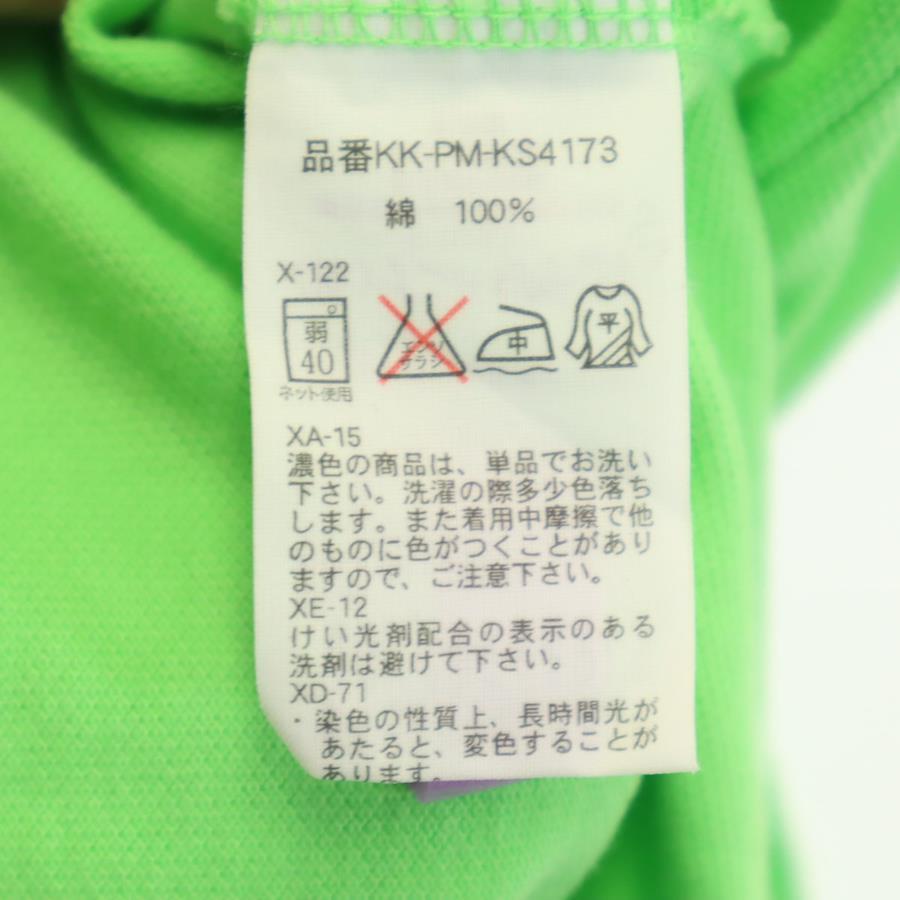 品番KK-PM-KS4173
綿　100%
X-122
弱
40
ネット使用
エンソ
サラシ
中
平
XA-15
濃色の商品は、単品でお洗い
下さい。洗濯の際多少色落ち
します。また着用中摩擦で他
のものに色がつくことがあり
ますので、ご注意下さい。
XE-12
けい光剤配合の表示のある
洗剤は避けて下さい。
XD-71
・染色の性質上、長時間光が
あたると、変色することが
あります。